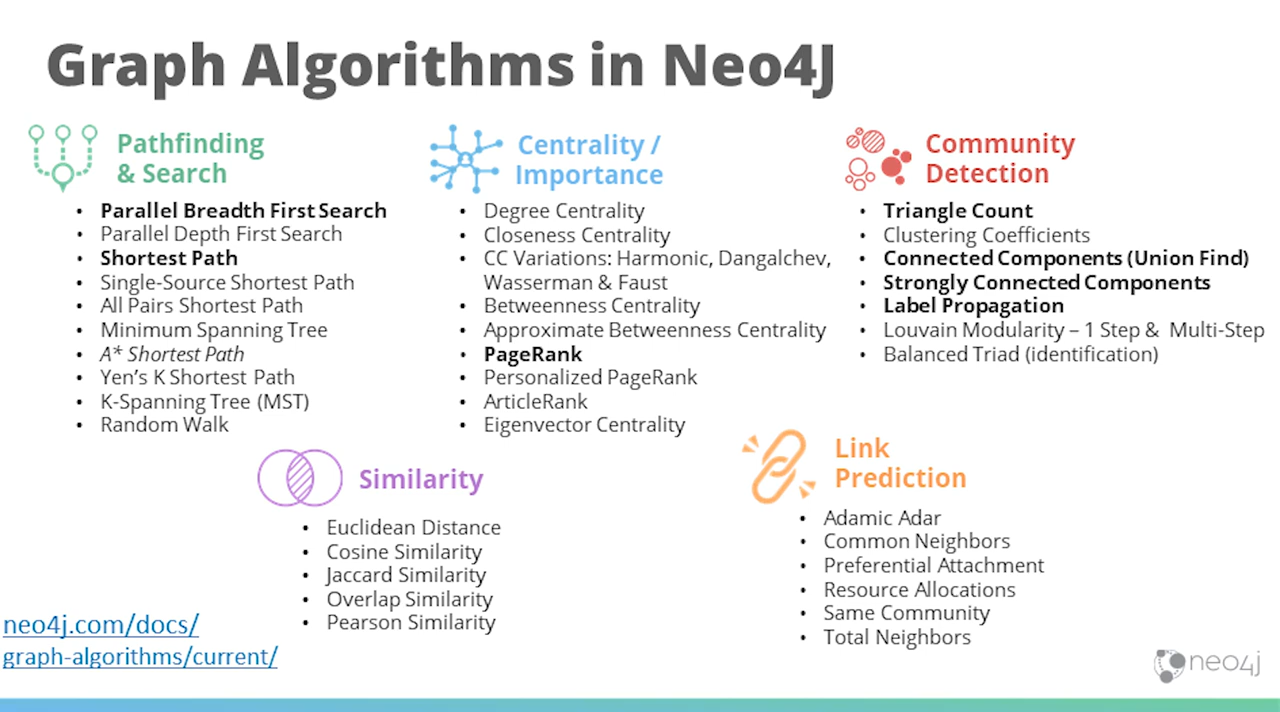 Graph Algorithms in Neo4J
Pathfinding
& Search
• Parallel Breadth First Search
• Parallel Depth First Search
• Shortest Path
• Single-Source Shortest Path
• All Pairs Shortest Path
• Minimum Spanning Tree
• A* Shortest Path
• Yen's K Shortest Path
• K-Spanning Tree (MST)
• Random Walk
Centrality /
Importance
• Degree Centrality
• Closeness Centrality
• CC Variations: Harmonic, Dangalchev,
Wasserman & Faust
• Betweenness Centrality
• Approximate Betweenness Centrality
• PageRank
• Personalized PageRank
• ArticleRank
• Eigenvector Centrality
Community
Detection
• Triangle Count
• Clustering Coefficients
• Connected Components (Union Find)
• Strongly Connected Components
• Label Propagation
• Louvain Modularity – 1 Step & Multi-Step
• Balanced Triad (identification)
Similarity
• Euclidean Distance
• Cosine Similarity
• Jaccard Similarity
• Overlap Similarity
• Pearson Similarity
Link
Prediction
• Adamic Adar
• Common Neighbors
• Preferential Attachment
• Resource Allocations
• Same Community
• Total Neighbors
neo4j.com/docs/
graph-algorithms/current/
neo4j